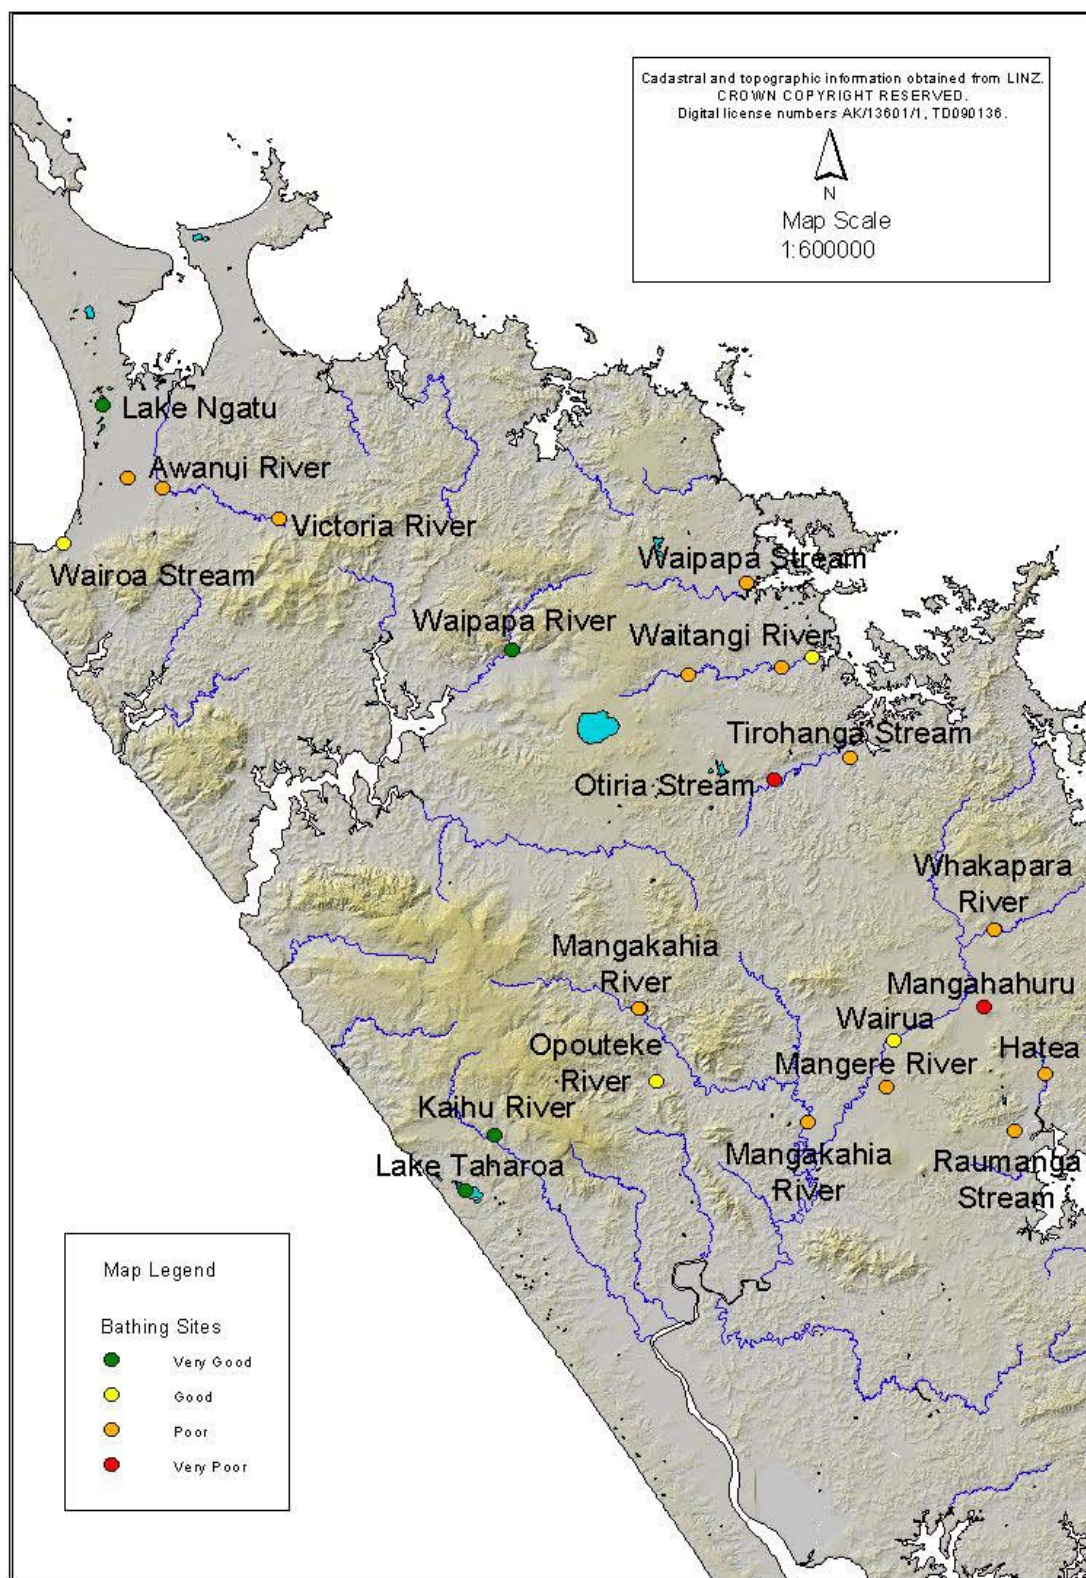 Cadastral and topographic information obtained from LINZ.
CROWN COPYRIGHT RESERVED.
Digital license numbers AK/13601/1, TD090136.
N
Map Scale
1:600000
Lake Ngatu
Awanui River
Victoria River
Wairoa Stream
Waipapa Stream
Waipapa River
Waitangi River
Tirohanga Stream
Otiria Stream
Whakapara
River
Mangakahia
River
Mangahahuru
Wairua
Opouteke
River
Mangere River
Hatea
Kaihu River
Lake Taharoa
Mangakahia
River
Raumanga
Stream
Map Legend
Bathing Sites
Very Good
Good
Poor
Very Poor